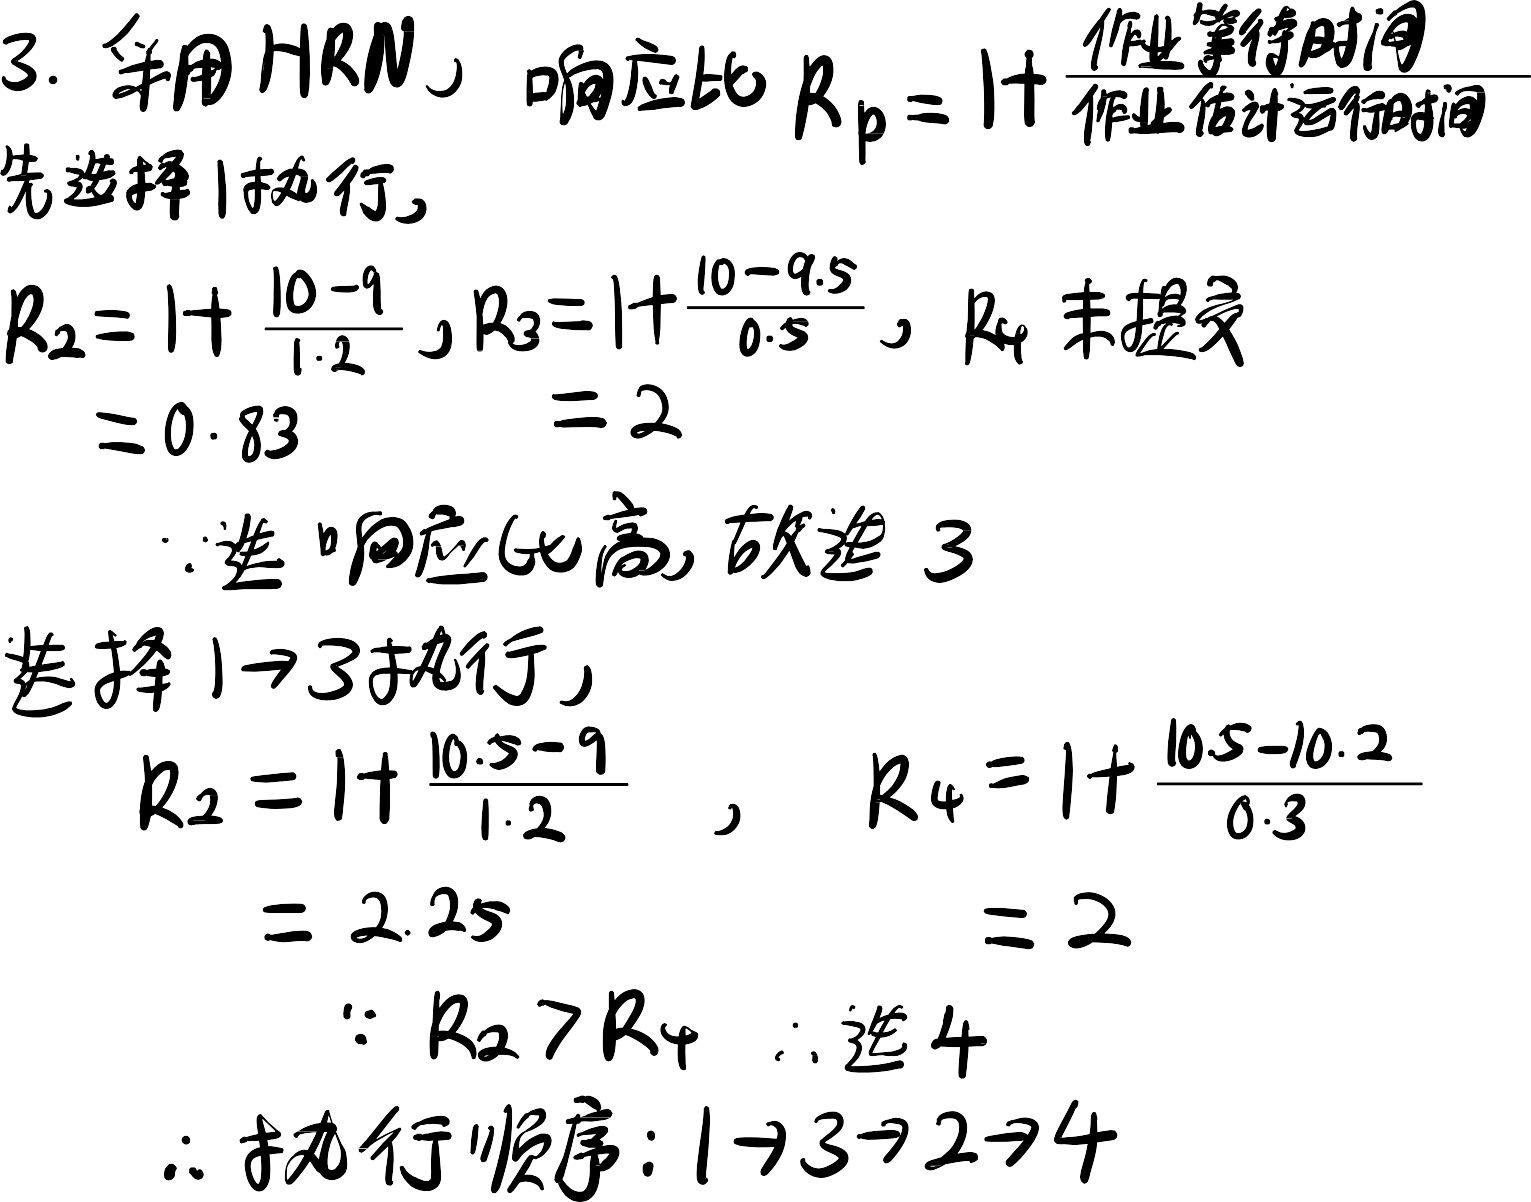 3. 采用HRN, 响应比 Rp = 1+ 作业等待时间/作业估计运行时间
先选择1执行,
R2 = 1+ (10-9)/1.2, R3 = 1+ (10-9.5)/0.5, R4 未提交
= 0.83 = 2
∵选响应比高,故选 3
选择 1→3执行,
R2 = 1+ (10.5-9)/1.2 , R4 = 1+ (10.5-10.2)/0.3
= 2.25 = 2
∵ R2 > R4 ∴选4
∴执行顺序: 1→3→2→4